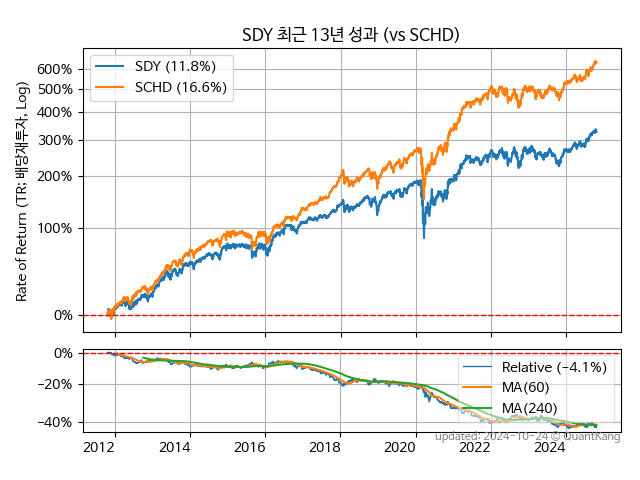 SDY 최근 13년 성과 (vs SCHD)
Rate of Return (TR; 배당재투자, Log)
SDY (11.8%)
SCHD (16.6%)
600%
500%
400%
300%
200%
100%
0%
0%
−20%
−40%
Relative (−4.1%)
MA(60)
MA(240)
updated: 2024-10-24 © QuantKang
2012 2014 2016 2018 2020 2022 2024